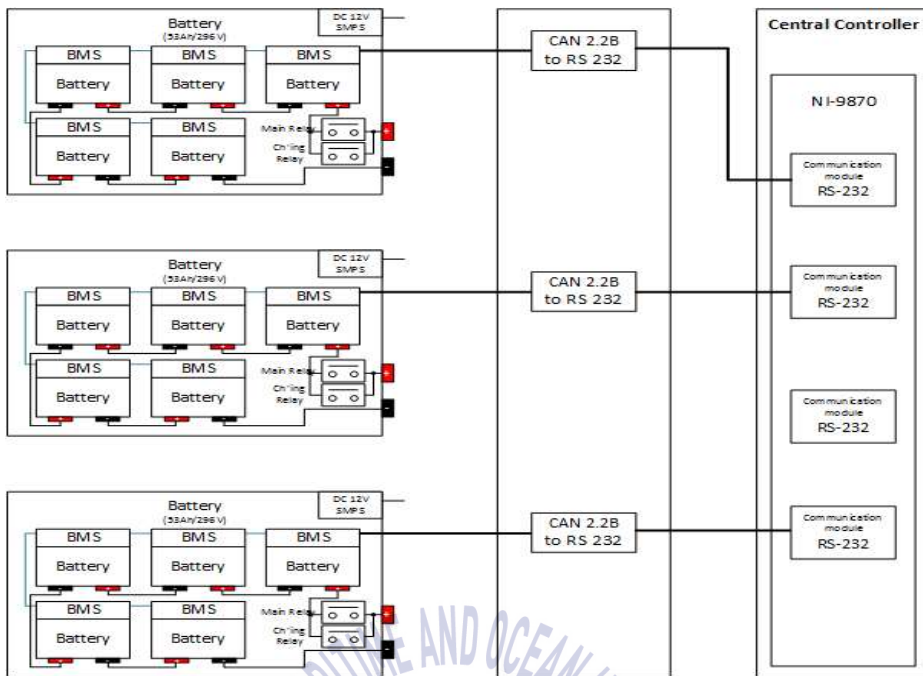 Battery
(53Ah/296V)
DC 12V
SMPS
BMS
Battery
BMS
Battery
BMS
Battery
BMS
Battery
BMS
Battery
Main Relay
Ch'ing
Relay
+
-
CAN 2.2B
to RS 232
Central Controller
NI-9870
Communication
module
RS-232
Battery
(53Ah/296V)
DC 12V
SMPS
BMS
Battery
BMS
Battery
BMS
Battery
BMS
Battery
BMS
Battery
Main Relay
Ch'ing
Relay
+
-
CAN 2.2B
to RS 232
Communication
module
RS-232
Communication
module
RS-232
Battery
(53Ah/296V)
DC 12V
SMPS
BMS
Battery
BMS
Battery
BMS
Battery
BMS
Battery
BMS
Battery
Main Relay
Ch'ing
Relay
+
-
CAN 2.2B
to RS 232
Communication
module
RS-232
AND OCEAN